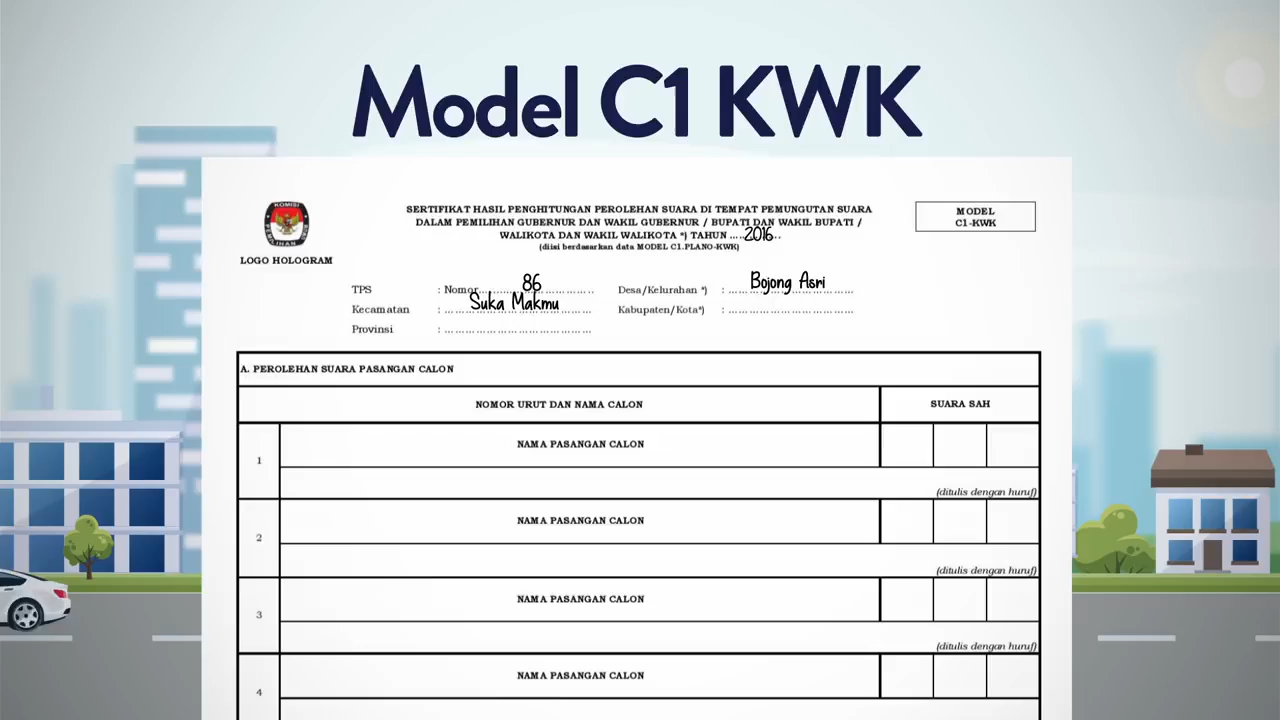 Model C1 KWK
KOMISI
PEMILIHAN
LOGO HOLOGRAM
SERTIFIKAT HASIL PENGHITUNGAN PEROLEHAN SUARA DI TEMPAT PEMUNGUTAN SUARA
DALAM PEMILIHAN GUBERNUR DAN WAKIL GUBERNUR / BUPATI DAN WAKIL BUPATI /
WALIKOTA DAN WAKIL WALIKOTA *) TAHUN .....2016..
(diisi berdasarkan data MODEL C1.PLANO-KWK)
MODEL
C1-KWK
TPS : Nomor 86 Desa/Kelurahan *) : Bojong Asri
Kecamatan : Suka Makmu Kabupaten/Kota*) : ....................
Provinsi : ....................
A. PEROLEHAN SUARA PASANGAN CALON
NOMOR URUT DAN NAMA CALON SUARA SAH
1 NAMA PASANGAN CALON
(ditulis dengan huruf)
2 NAMA PASANGAN CALON
(ditulis dengan huruf)
3 NAMA PASANGAN CALON
(ditulis dengan huruf)
4 NAMA PASANGAN CALON